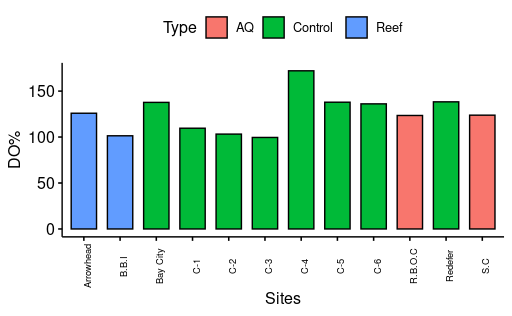 Type AQ Control Reef
DO%
150
100
50
0
Arrowhead
B.B.I
Bay City
C-1
C-2
C-3
C-4
C-5
C-6
R.B.O.C
Redefer
S.C
Sites